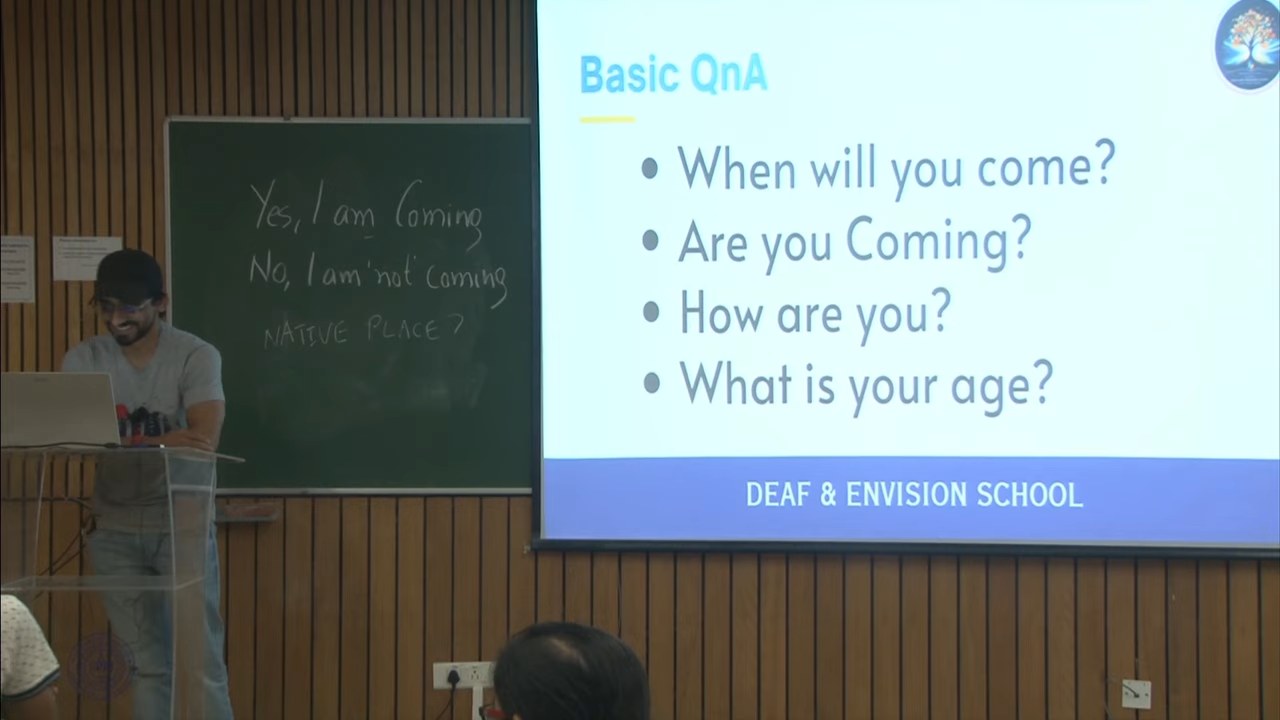 Yes, I am Coming
No, I am 'not' coming
NATIVE PLACE?
Basic QnA
• When will you come?
• Are you Coming?
• How are you?
• What is your age?
DEAF & ENVISION SCHOOL